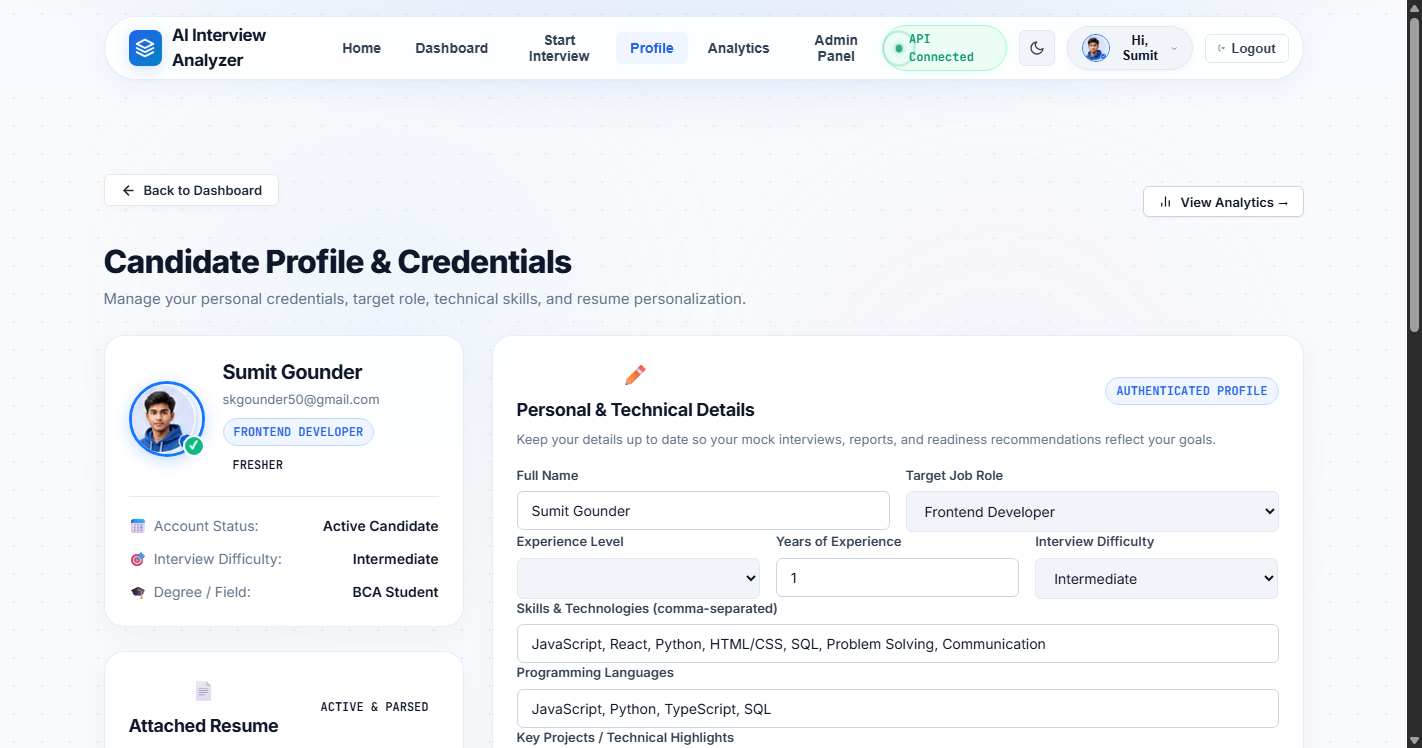 AI Interview
Analyzer
Home
Dashboard
Start
Interview
Profile
Analytics
Admin
Panel
API
Connected
Hi,
Sumit
Logout
← Back to Dashboard
View Analytics →
Candidate Profile & Credentials
Manage your personal credentials, target role, technical skills, and resume personalization.
Sumit Gounder
skgounder50@gmail.com
FRONTEND DEVELOPER
FRESHER
Account Status: Active Candidate
Interview Difficulty: Intermediate
Degree / Field: BCA Student
Attached Resume
ACTIVE & PARSED
Personal & Technical Details
AUTHENTICATED PROFILE
Keep your details up to date so your mock interviews, reports, and readiness recommendations reflect your goals.
Full Name
Sumit Gounder
Target Job Role
Frontend Developer
Experience Level
Years of Experience
1
Interview Difficulty
Intermediate
Skills & Technologies (comma-separated)
JavaScript, React, Python, HTML/CSS, SQL, Problem Solving, Communication
Programming Languages
JavaScript, Python, TypeScript, SQL
Key Projects / Technical Highlights